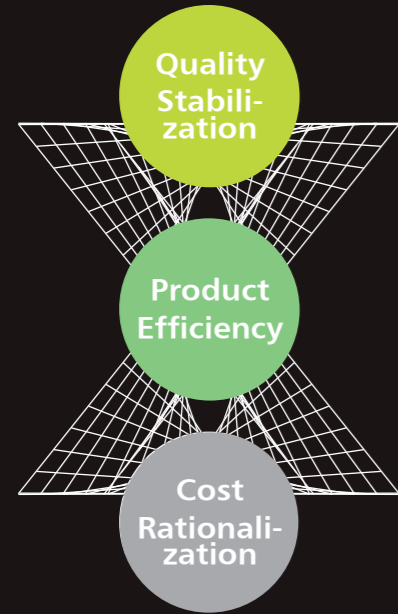 Quality
Stabili-
zation
Product
Efficiency
Cost
Rationali-
zation